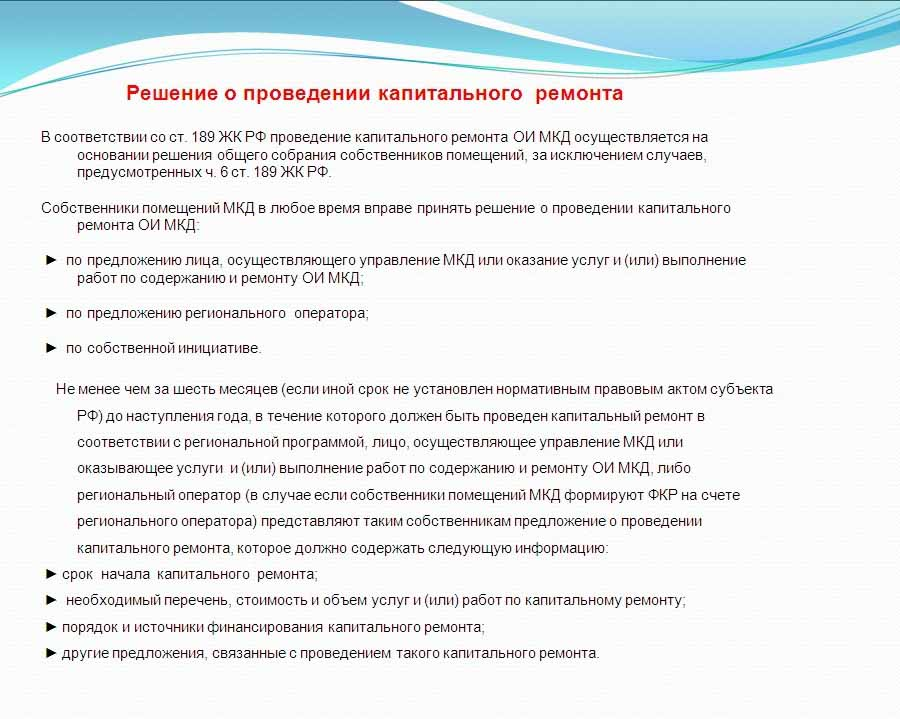 Решение о проведении капитального ремонта
В соответствии со ст. 189 ЖК РФ проведение капитального ремонта ОИ МКД осуществляется на
основании решения общего собрания собственников помещений, за исключением случаев,
предусмотренных ч. 6 ст. 189 ЖК РФ.
Собственники помещений МКД в любое время вправе принять решение о проведении капитального
ремонта ОИ МКД:
► по предложению лица, осуществляющего управление МКД или оказание услуг и (или) выполнение
работ по содержанию и ремонту ОИ МКД;
► по предложению регионального оператора;
► по собственной инициативе.
Не менее чем за шесть месяцев (если иной срок не установлен нормативным правовым актом субъекта
РФ) до наступления года, в течение которого должен быть проведен капитальный ремонт в
соответствии с региональной программой, лицо, осуществляющее управление МКД или
оказывающее услуги и (или) выполнение работ по содержанию и ремонту ОИ МКД, либо
региональный оператор (в случае если собственники помещений МКД формируют ФКР на счете
регионального оператора) представляют таким собственникам предложение о проведении
капитального ремонта, которое должно содержать следующую информацию:
► срок начала капитального ремонта;
► необходимый перечень, стоимость и объем услуг и (или) работ по капитальному ремонту;
► порядок и источники финансирования капитального ремонта;
► другие предложения, связанные с проведением такого капитального ремонта.